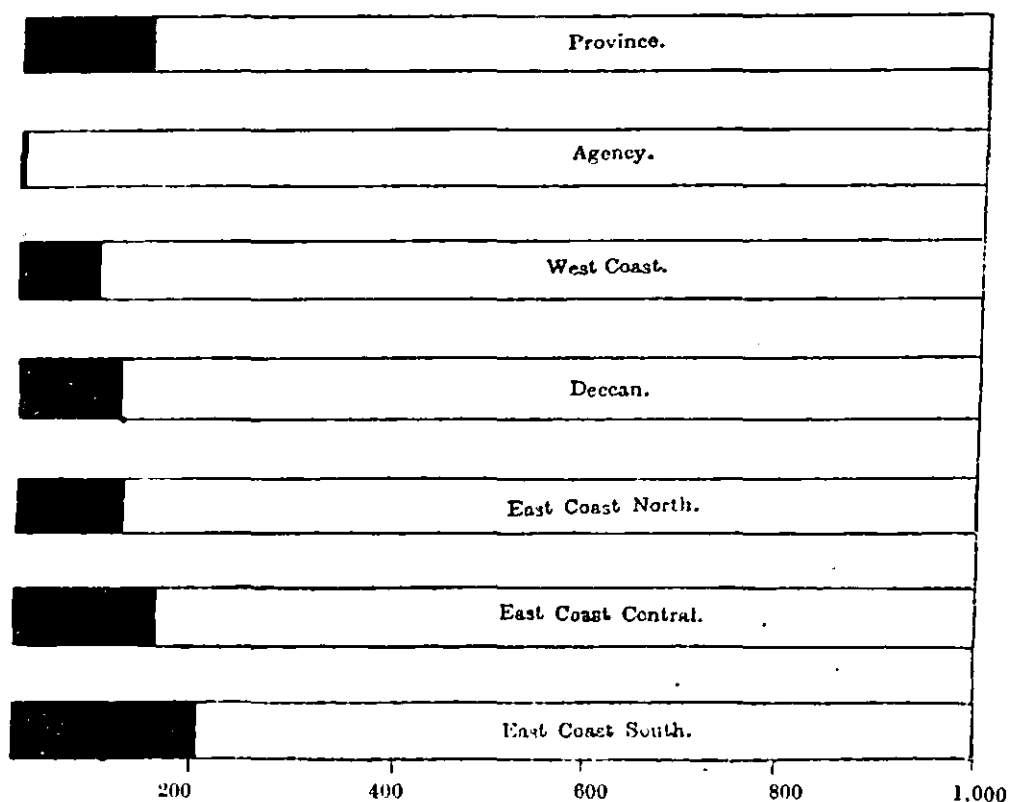 Province.
Agency.
West Coast.
Deccan.
East Coast North.
East Coast Central.
East Coast South.
200 400 600 800 1,000